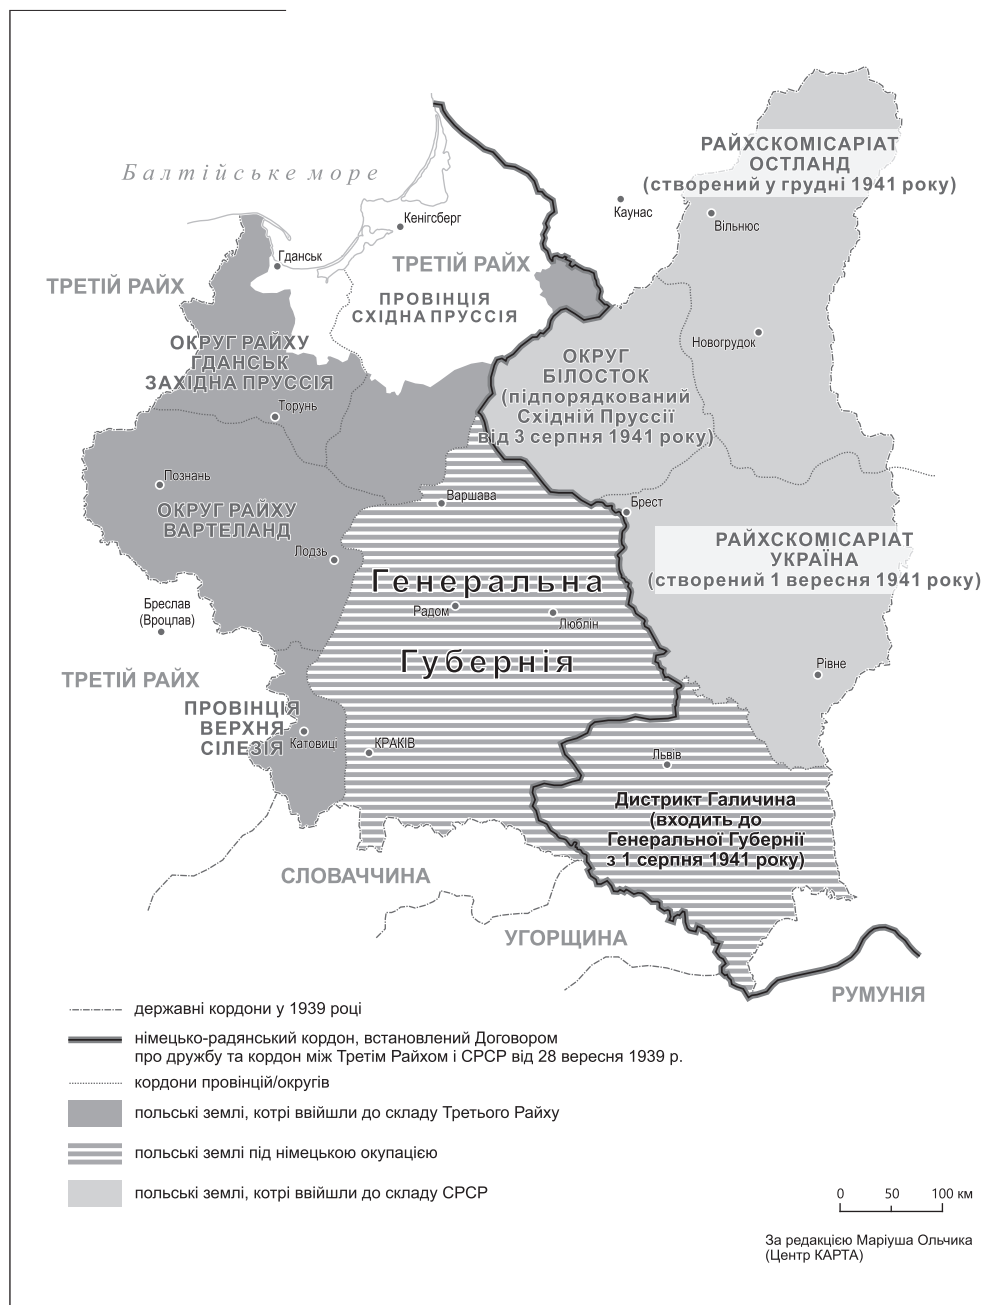 Балтійське море
РАЙХСКОМІСАРІАТ
ОСТЛАНД
(створений у грудні 1941 року)
Каунас
Вільнюс
Кенігсберг
Гданськ
ТРЕТІЙ РАЙХ
ТРЕТІЙ РАЙХ
ПРОВІНЦІЯ
СХІДНА ПРУССІЯ
ОКРУГ РАЙХУ
ГДАНСЬК
ЗАХІДНА ПРУССІЯ
Новогрудок
ОКРУГ
БІЛОСТОК
(підпорядкований
Східній Пруссії
від 3 серпня 1941 року)
Торунь
Познань
ОКРУГ РАЙХУ
ВАРТЕЛАНД
Варшава
Брест
РАЙХСКОМІСАРІАТ
УКРАЇНА
(створений 1 вересня 1941 року)
Лодзь
Генеральна
Губернія
Радом
Люблін
Бреслав
(Вроцлав)
Рівне
ТРЕТІЙ РАЙХ
ПРОВІНЦІЯ
ВЕРХНЯ
СІЛЕЗІЯ
Катовиці
КРАКІВ
Львів
Дистрикт Галичина
(входить до
Генеральної Губернії
з 1 серпня 1941 року)
СЛОВАЧЧИНА
УГОРЩИНА
РУМУНІЯ
державні кордони у 1939 році
німецько-радянський кордон, встановлений Договором
про дружбу та кордон між Третім Райхом і СРСР від 28 вересня 1939 р.
кордони провінцій/округів
польські землі, котрі ввійшли до складу Третього Райху
польські землі під німецькою окупацією
польські землі, котрі ввійшли до складу СРСР
0 50 100 км
За редакцією Маріуша Ольчика
(Центр КАРТА)